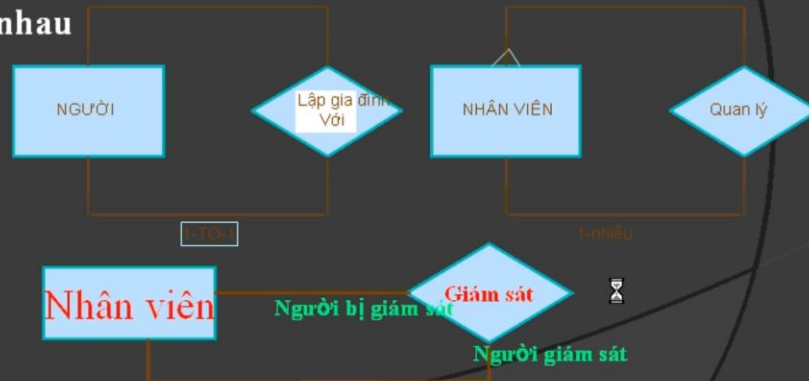 nhau
NGƯỜI
Lập gia đình
Với
NHÂN VIÊN
Quan lý
1-TO-1
1-nhiều
Nhân viên
Người bị giám sát
Giám sát
Người giám sát